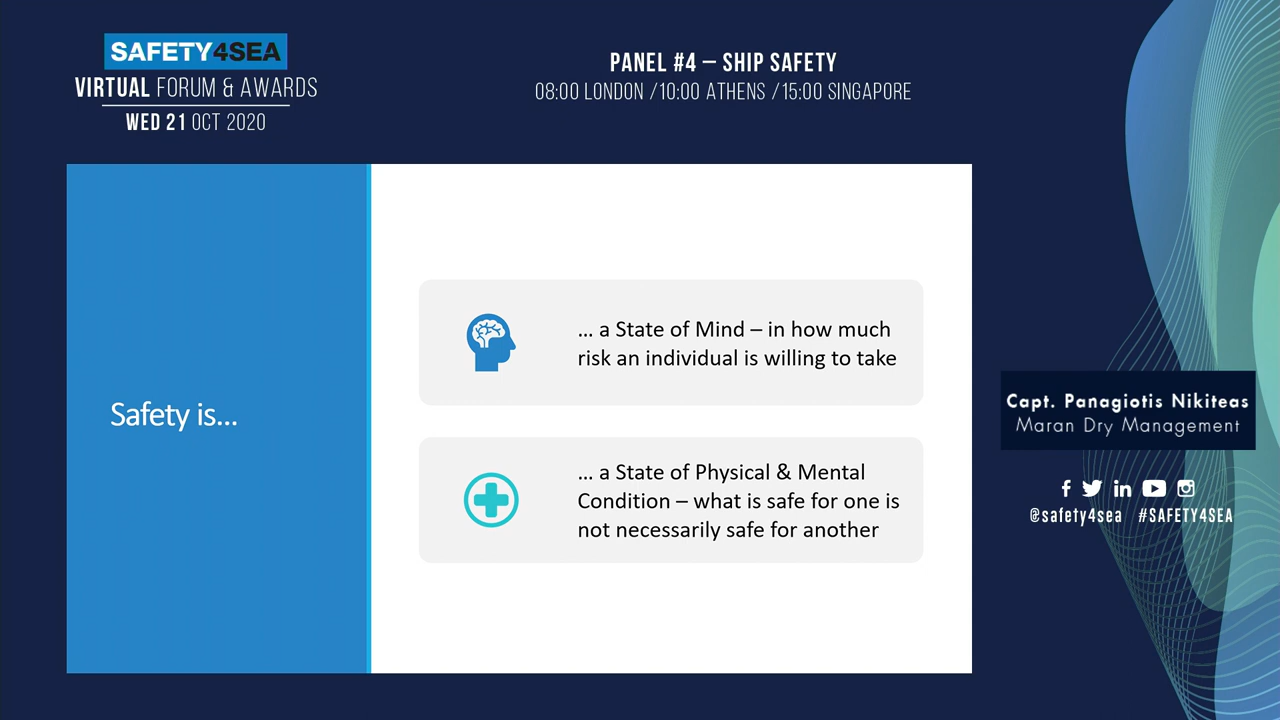 SAFETY4SEA
VIRTUAL FORUM & AWARDS
WED 21 OCT 2020
PANEL #4 – SHIP SAFETY
08:00 LONDON /10:00 ATHENS /15:00 SINGAPORE
Safety is...
... a State of Mind – in how much
risk an individual is willing to take
... a State of Physical & Mental
Condition – what is safe for one is
not necessarily safe for another
Capt. Panagiotis Nikiteas
Maran Dry Management
@safety4sea #SAFETY4SEA